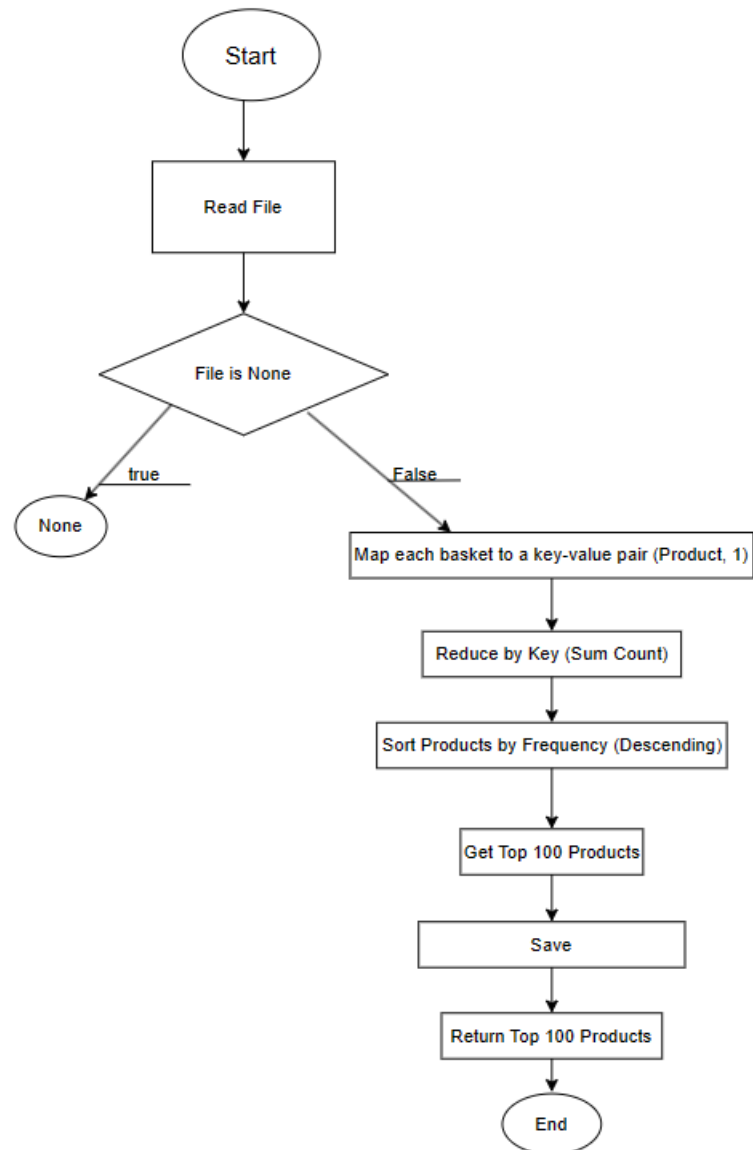 Start
Read File
File is None
true
False
None
Map each basket to a key-value pair (Product, 1)
Reduce by Key (Sum Count)
Sort Products by Frequency (Descending)
Get Top 100 Products
Save
Return Top 100 Products
End